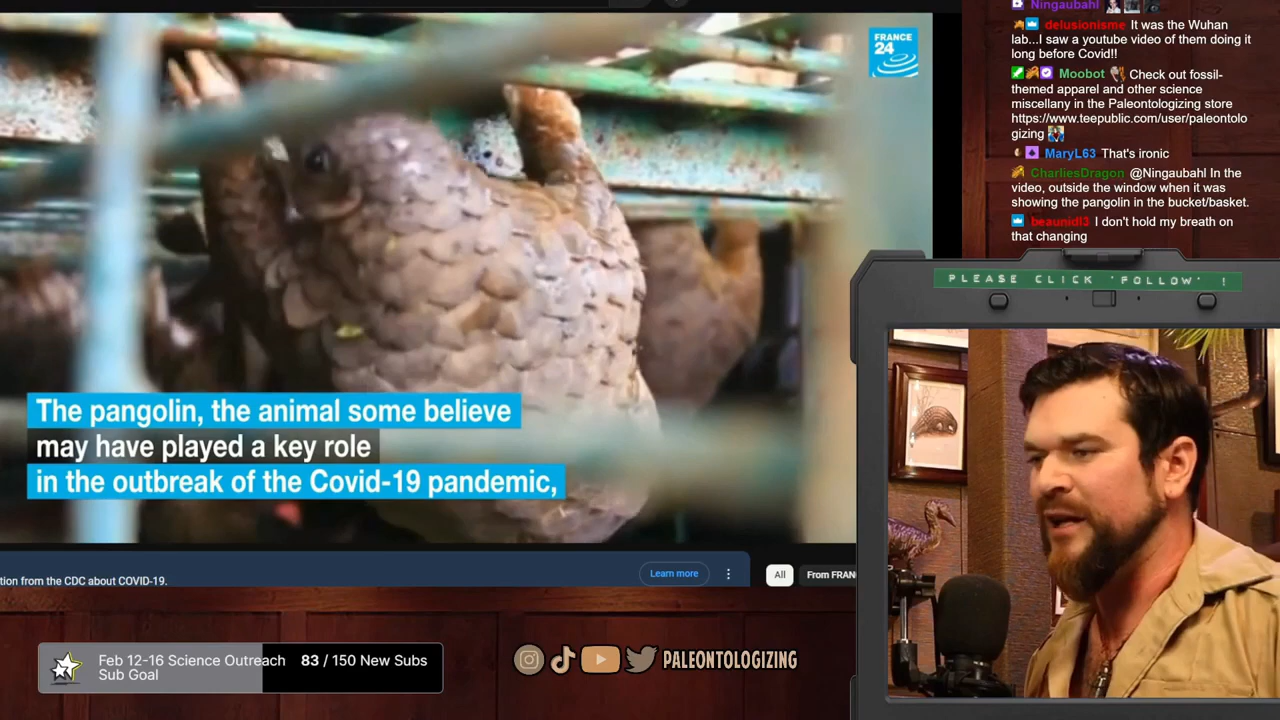 FRANCE
24
Ningaubahl
delusionisme It was the Wuhan
lab...I saw a youtube video of them doing it
long before Covid!!
Moobot Check out fossil-
themed apparel and other science
miscellany in the Paleontologizing store
https://www.teepublic.com/user/paleontolo
gizing
MaryL63 That's ironic
CharliesDragon @Ningaubahl In the
video, outside the window when it was
showing the pangolin in the bucket/basket.
beaunidl3 I don't hold my breath on
that changing
PLEASE CLICK 'FOLLOW' !
The pangolin, the animal some believe
may have played a key role
in the outbreak of the Covid-19 pandemic,
tion from the CDC about COVID-19.
Learn more
All
From FRAN
Feb 12-16 Science Outreach
Sub Goal
83 / 150 New Subs
PALEONTOLOGIZING